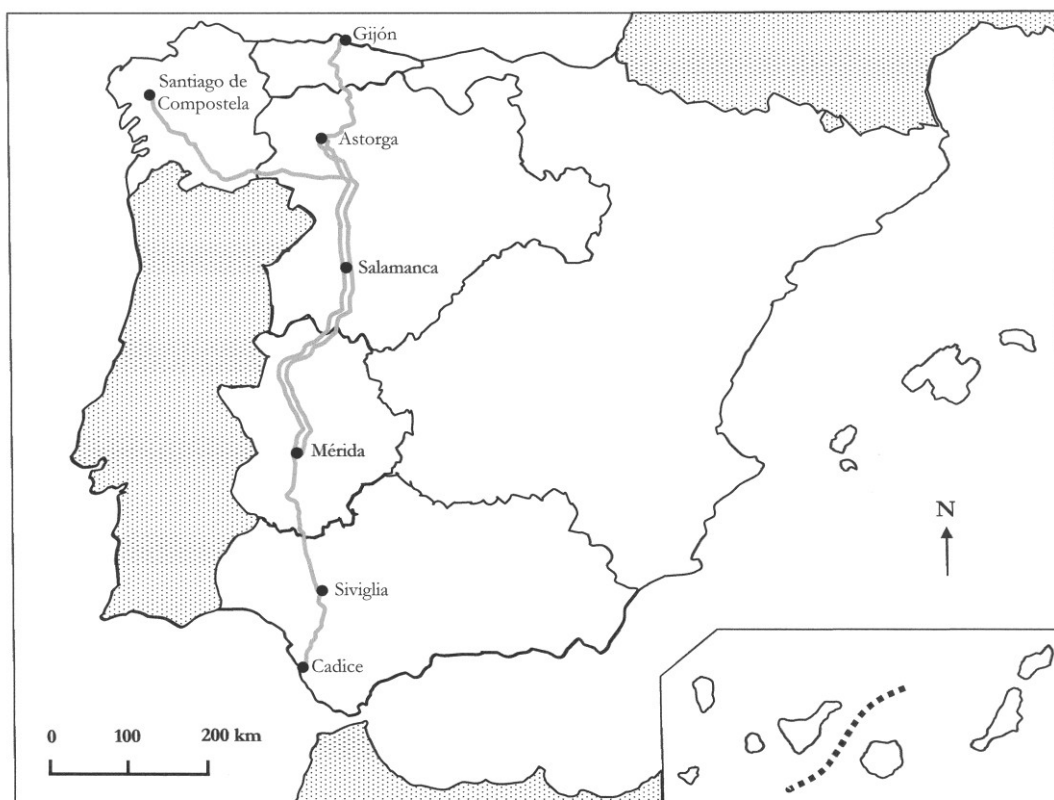 Gijón
Santiago de
Compostela
Astorga
Salamanca
Mérida
N
Siviglia
Cadice
0 100 200 km